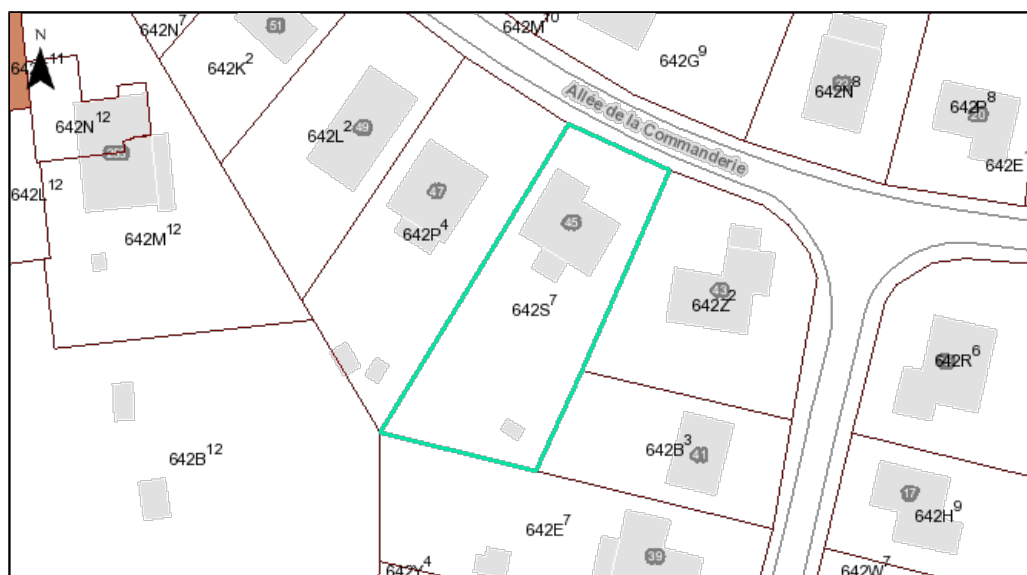 N
642N⁷
51
642M¹⁰
642K²
642G⁹
642N⁸
642P⁸
20
642E
Allée de la Commanderie
642N¹²
642L²
49
47
642L¹²
642M¹²
642P⁴
45
642S⁷
43
642Z²
642R⁶
642B¹²
642B³
41
17
642H⁹
642E⁷
39
642Y⁴
642W⁷